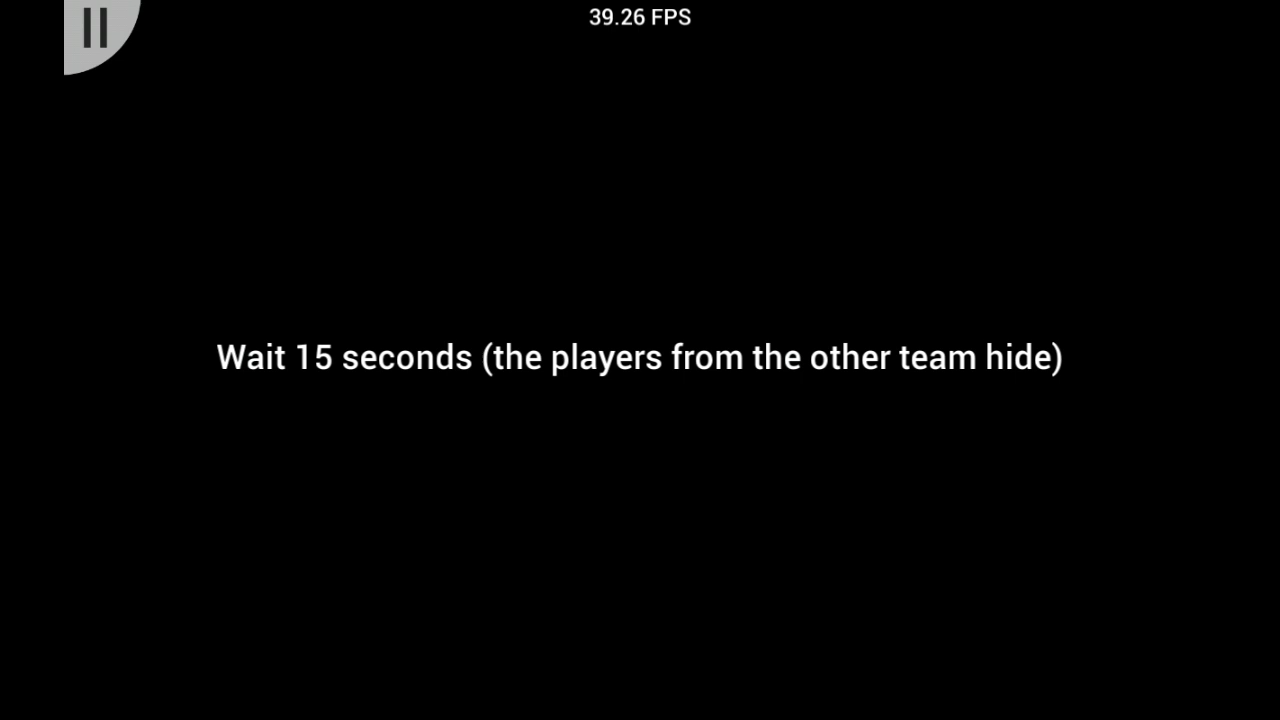 39.26 FPS
Wait 15 seconds (the players from the other team hide)